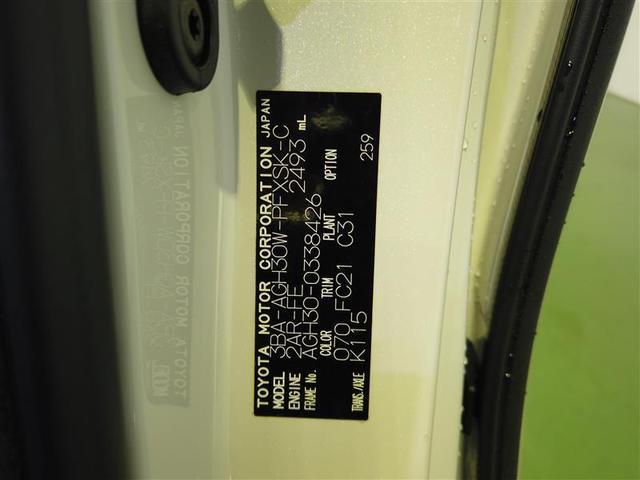 TOYOTA MOTOR CORPORATION JAPAN
MODEL 3BA-AGH30W-PFXSK-C
ENGINE 2AR-FE 2493 mL
FRAME No. AGH30-0338426
COLOR TRIM PLANT OPTION
070 FC21 C31 259
TRANS./AXLE K115